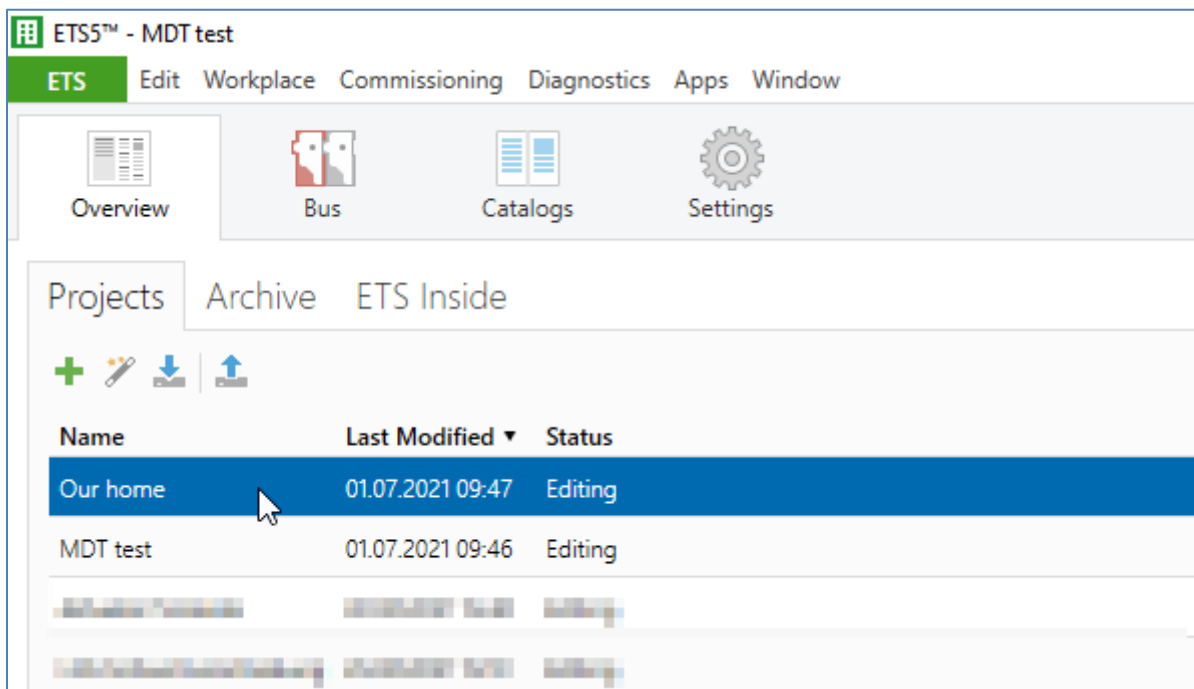 ETS5™ - MDT test
ETS Edit Workplace Commissioning Diagnostics Apps Window
Overview Bus Catalogs Settings
Projects Archive ETS Inside
Name Last Modified ▼ Status
Our home 01.07.2021 09:47 Editing
MDT test 01.07.2021 09:46 Editing